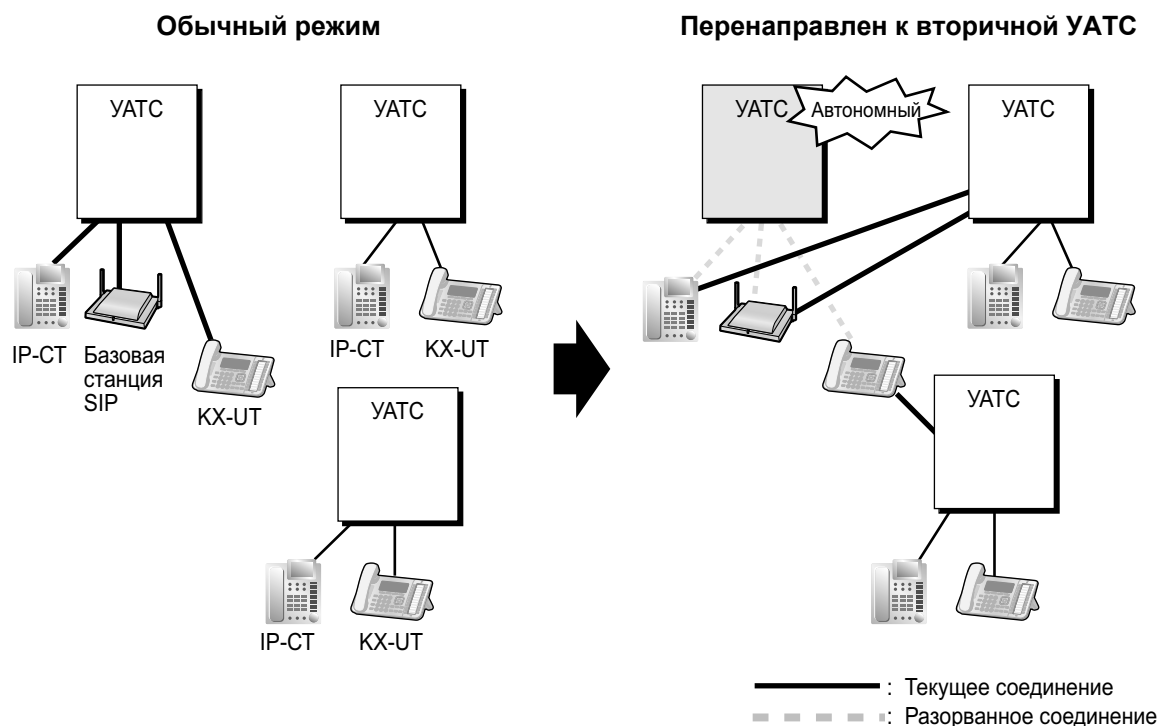 Обычный режим
Перенаправлен к вторичной УАТС
УАТС
УАТС
УАТС
Автономный
УАТС
IP-CT
Базовая
станция
SIP
KX-UT
IP-CT
KX-UT
УАТС
УАТС
IP-CT
KX-UT
: Текущее соединение
: Разорванное соединение